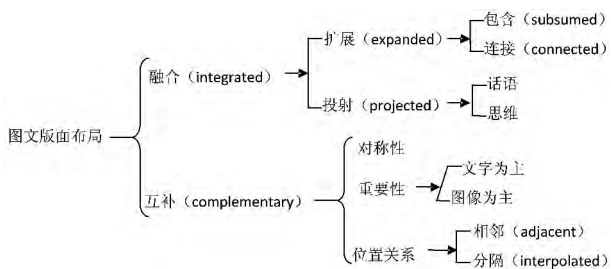 图文版面布局
融合（integrated）
扩展（expanded）
包含（subsumed）
连接（connected）
投射（projected）
话语
思维
互补（complementary）
对称性
重要性
文字为主
图像为主
位置关系
相邻（adjacent）
分隔（interpolated）